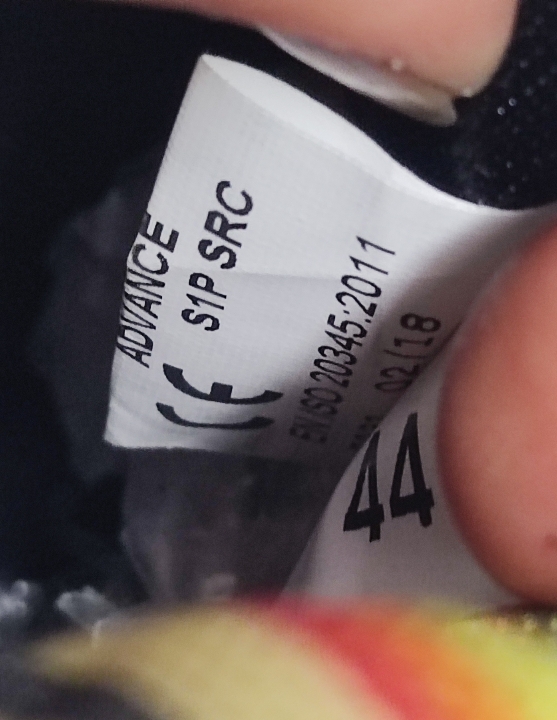 ADVANCE
S1P SRC
CE
EN ISO 20345:2011
02/18
44